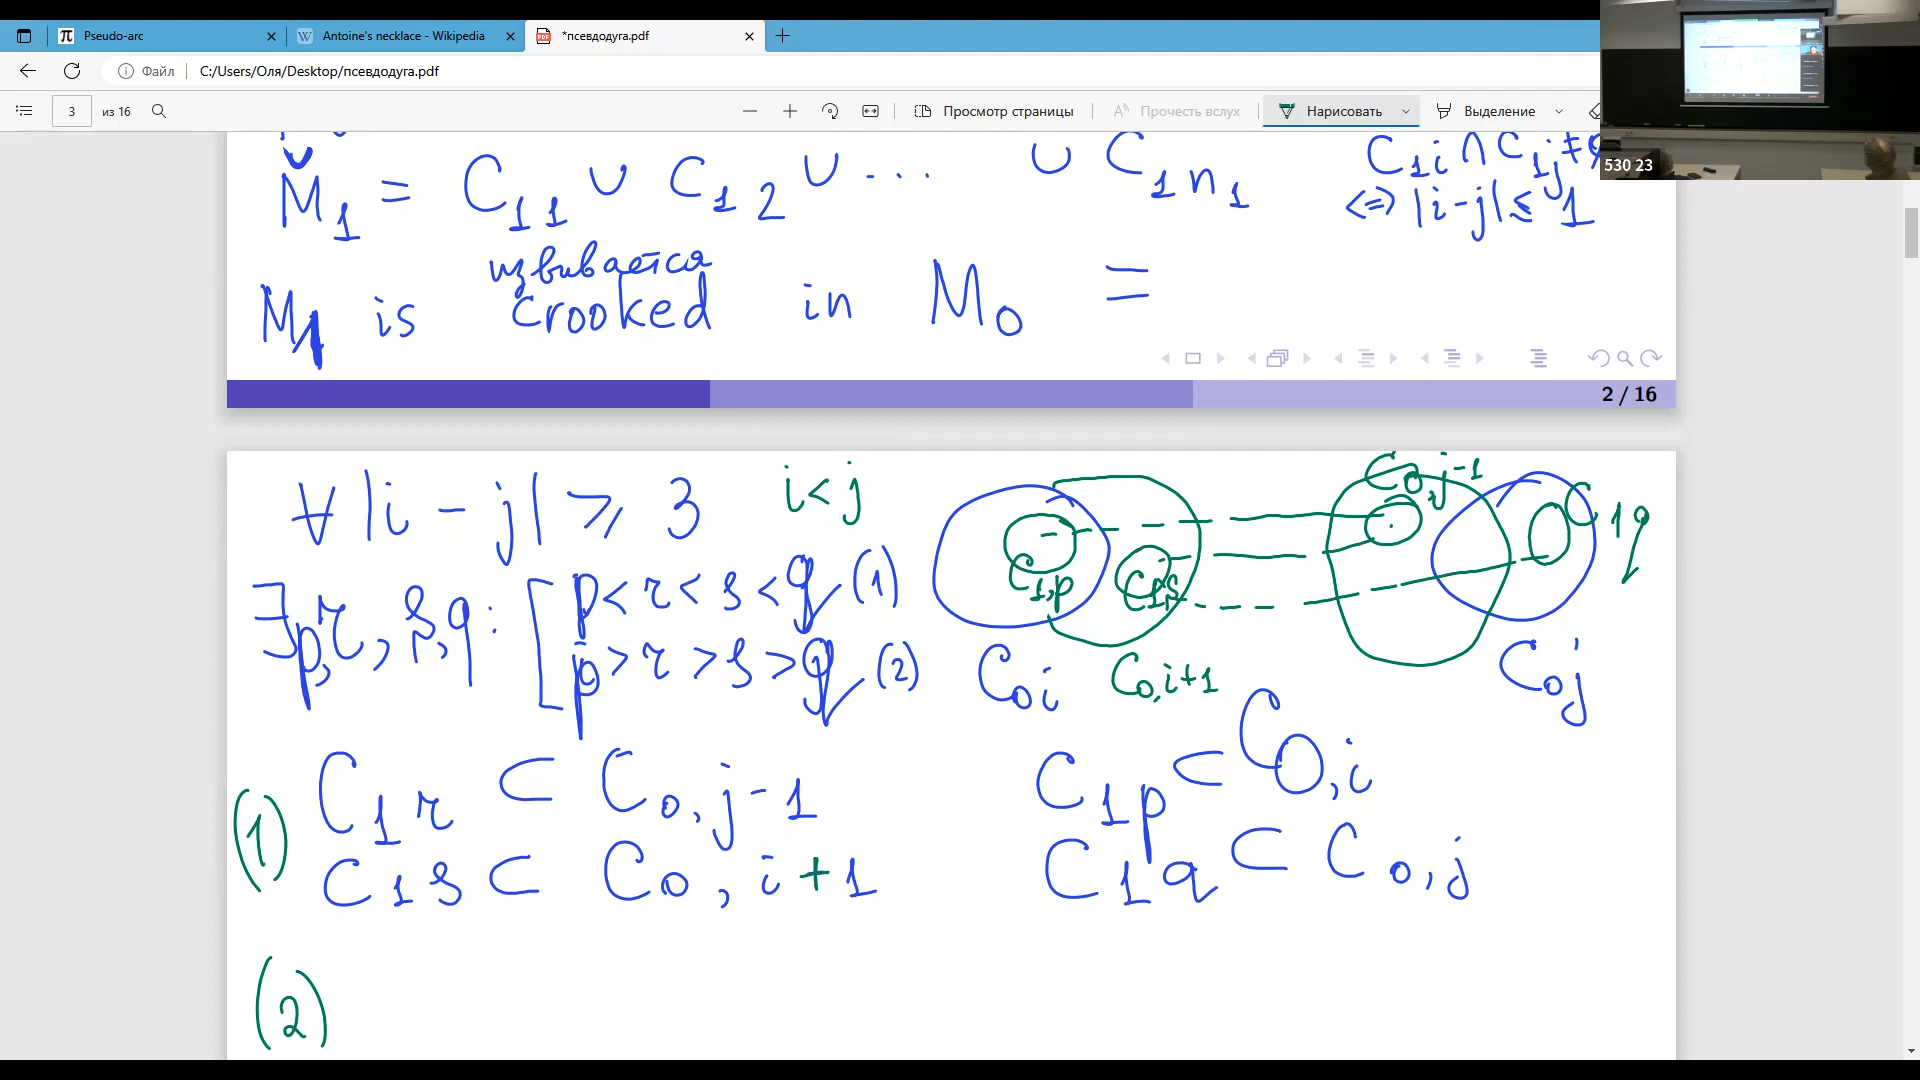 Pseudo-arc
Antoine's necklace - Wikipedia
*псевдодуга.pdf
Файл
C:/Users/Оля/Desktop/псевдодуга.pdf
3 из 16
Просмотр страницы
Прочесть вслух
Нарисовать
Выделение
530 23
M₁ = C₁₁ ∪ C₁₂ ∪ ... ∪ C₁ₙ₁
C₁ᵢ ∩ C₁ⱼ ≠
<=> |i-j| ≤ 1
извивается
M₁ is crooked in M₀ =
2 / 16
∀ |i - j| ⩾ 3 i < j
∃ p, r, s, q: [ p < r < s < q (1)
p > r > s > q (2)
C₀,ⱼ₋₁
C₁q
C₁,p
C₁s
C₀ᵢ
C₀,ᵢ₊₁
C₀ⱼ
(1) C₁r ⊂ C₀,ⱼ₋₁ C₁p ⊂ C₀,ᵢ
C₁s ⊂ C₀,ᵢ₊₁ C₁q ⊂ C₀,ⱼ
(2)